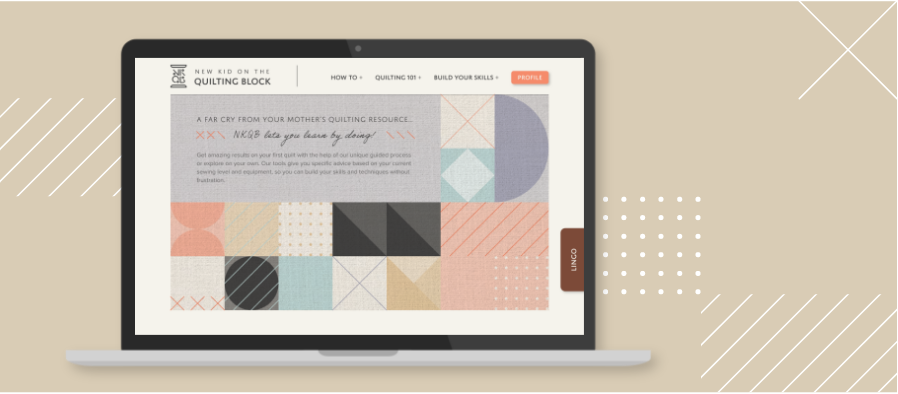 NEW KID ON THE
QUILTING BLOCK
HOW TO +
QUILTING 101 +
BUILD YOUR SKILLS +
PROFILE
A FAR CRY FROM YOUR MOTHER'S QUILTING RESOURCE...
NKQB lets you learn by doing!
Get amazing results on your first quilt with the help of our unique guided process
or explore on your own. Our tools give you specific advice based on your current
sewing level and equipment, so you can build your skills and techniques without
frustration.
LINGO